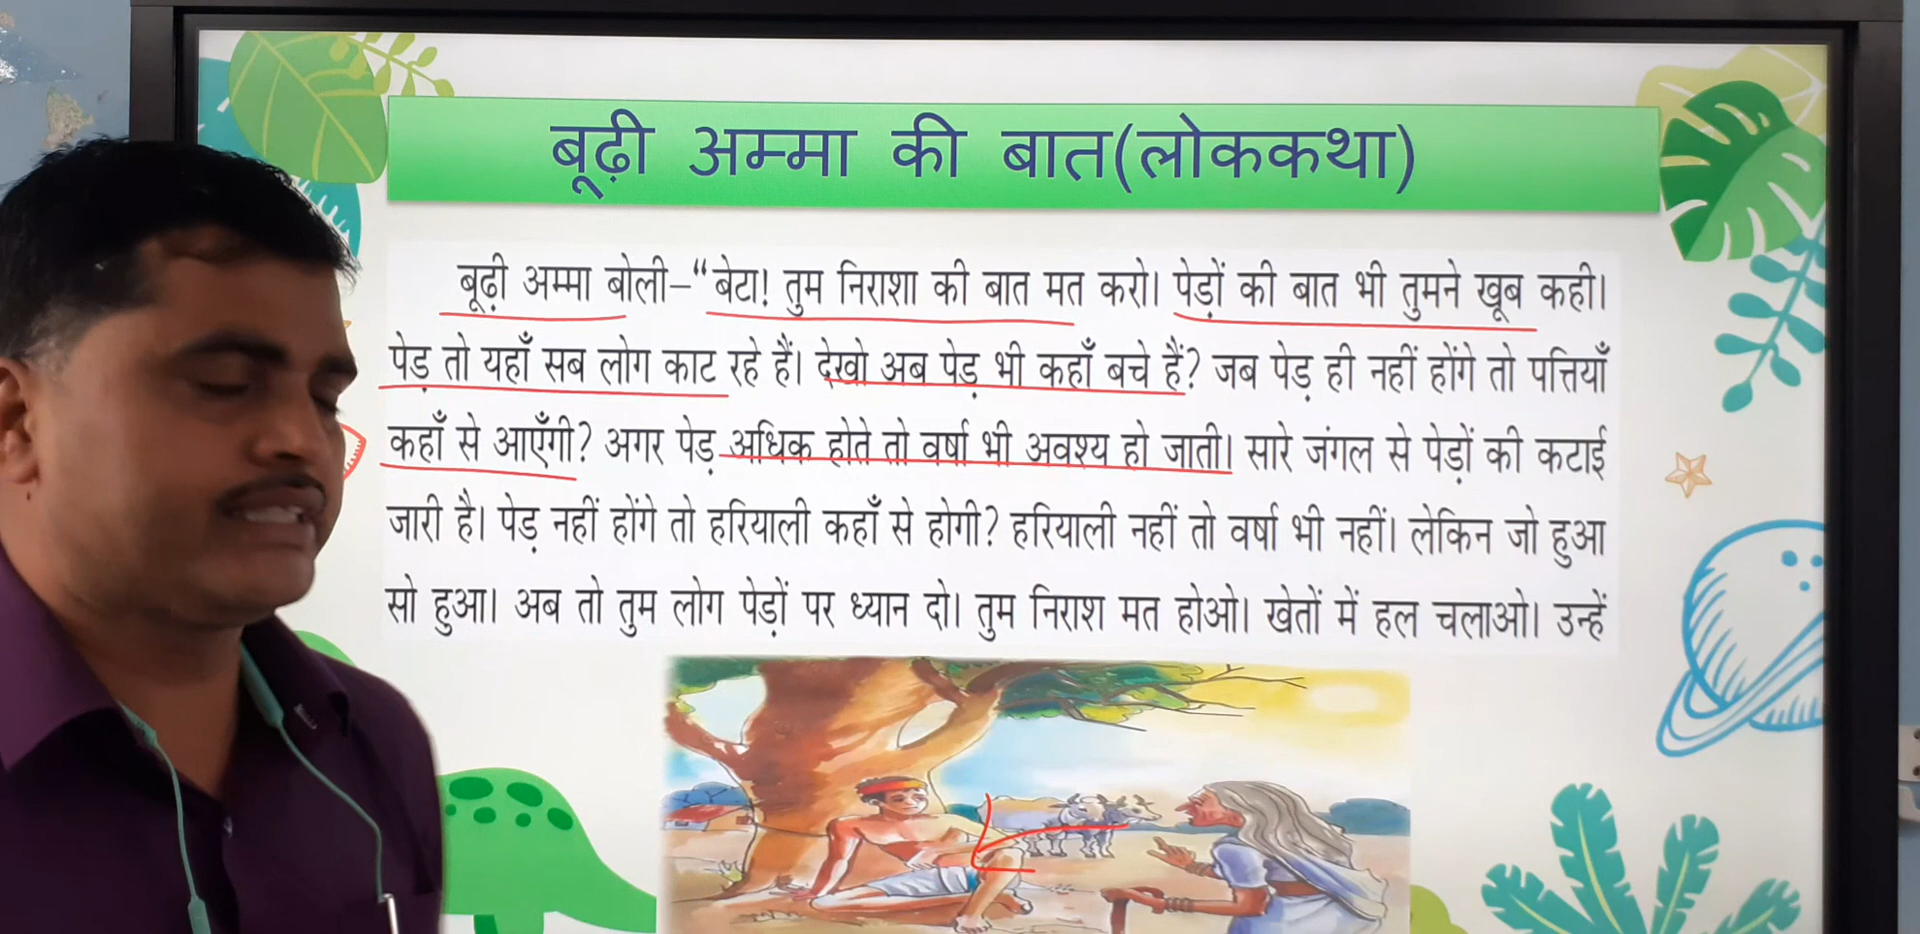 बूढ़ी अम्मा की बात(लोककथा)
बूढ़ी अम्मा बोली–“बेटा! तुम निराशा की बात मत करो। पेड़ों की बात भी तुमने खूब कही।
पेड़ तो यहाँ सब लोग काट रहे हैं। देखो अब पेड़ भी कहाँ बचे हैं? जब पेड़ ही नहीं होंगे तो पत्तियाँ
कहाँ से आएँगी? अगर पेड़ अधिक होते तो वर्षा भी अवश्य हो जाती। सारे जंगल से पेड़ों की कटाई
जारी है। पेड़ नहीं होंगे तो हरियाली कहाँ से होगी? हरियाली नहीं तो वर्षा भी नहीं। लेकिन जो हुआ
सो हुआ। अब तो तुम लोग पेड़ों पर ध्यान दो। तुम निराश मत होओ। खेतों में हल चलाओ। उन्हें